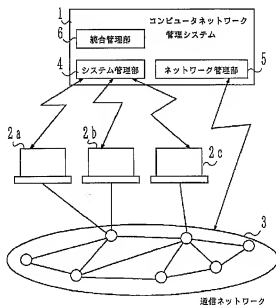 1
コンピュータネットワーク
管理システム
統合管理部
6
4
システム管理部
ネットワーク管理部
5
2a
2b
2c
3
通信ネットワーク